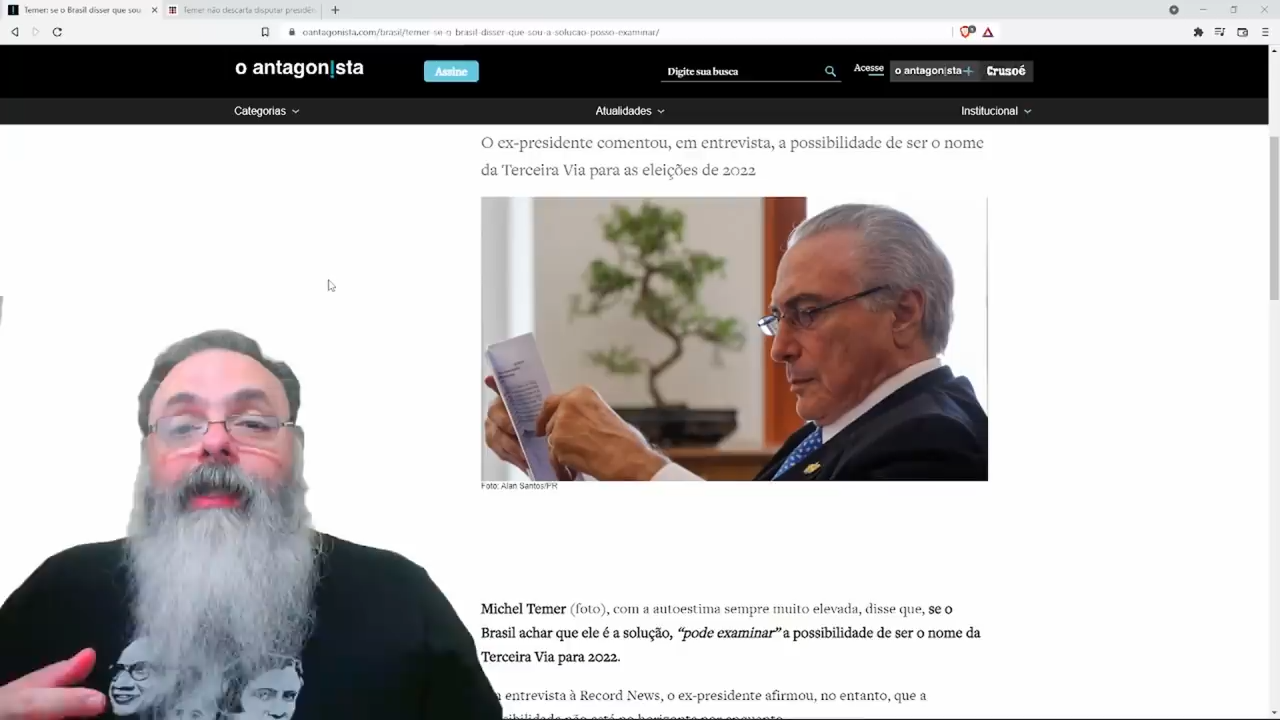 Temer: se o Brasil disser que sou
Temer não descarta disputar presidên
oantagonista.com/brasil/temer-se-o-brasil-disser-que-sou-a-solucao-posso-examinar/
o antagon!sta
Assine
Digite sua busca
Acesse
o antagon|sta+
Crusoé
Categorias
Atualidades
Institucional
O ex-presidente comentou, em entrevista, a possibilidade de ser o nome
da Terceira Via para as eleições de 2022
Foto: Alan Santos/PR
Michel Temer (foto), com a autoestima sempre muito elevada, disse que, se o
Brasil achar que ele é a solução, “pode examinar” a possibilidade de ser o nome da
Terceira Via para 2022.
entrevista à Record News, o ex-presidente afirmou, no entanto, que a
não está no horizonte por enquanto